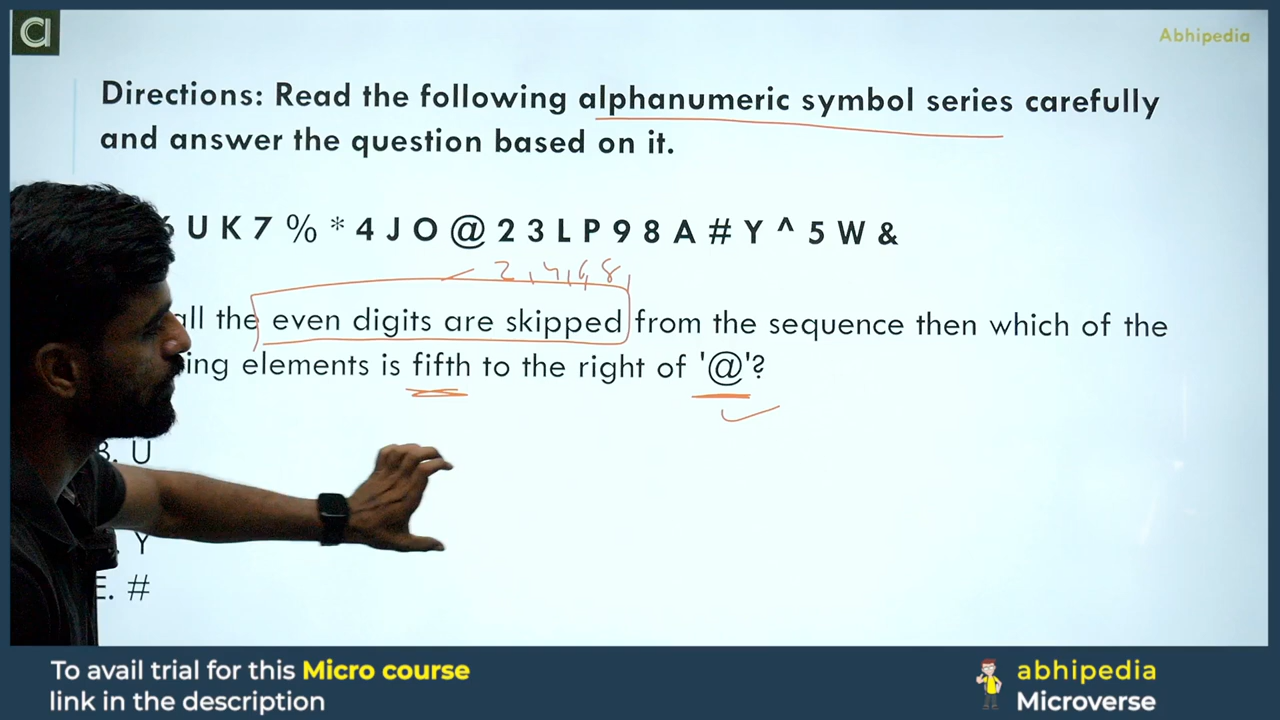 Abhipedia
Directions: Read the following alphanumeric symbol series carefully
and answer the question based on it.
6 U K 7 % * 4 J O @ 2 3 L P 9 8 A # Y ^ 5 W &
2, 4, 6, 8,
all the even digits are skipped from the sequence then which of the
elements is fifth to the right of '@'?
B. U
Y
E. #
To avail trial for this Micro course
link in the description
abhipedia
Microverse